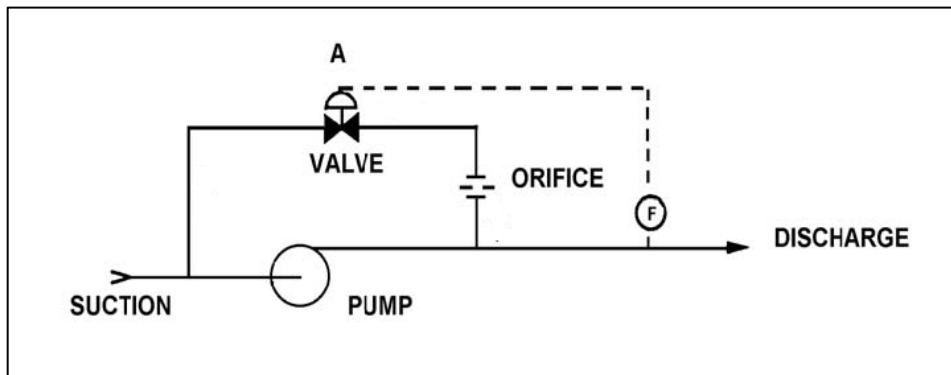 A
VALVE
ORIFICE
F
DISCHARGE
SUCTION
PUMP